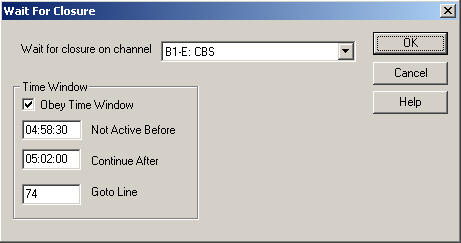 Wait For Closure
Wait for closure on channel B1-E: CBS OK
Cancel
Time Window Help
Obey Time Window
04:58:30 Not Active Before
05:02:00 Continue After
74 Goto Line